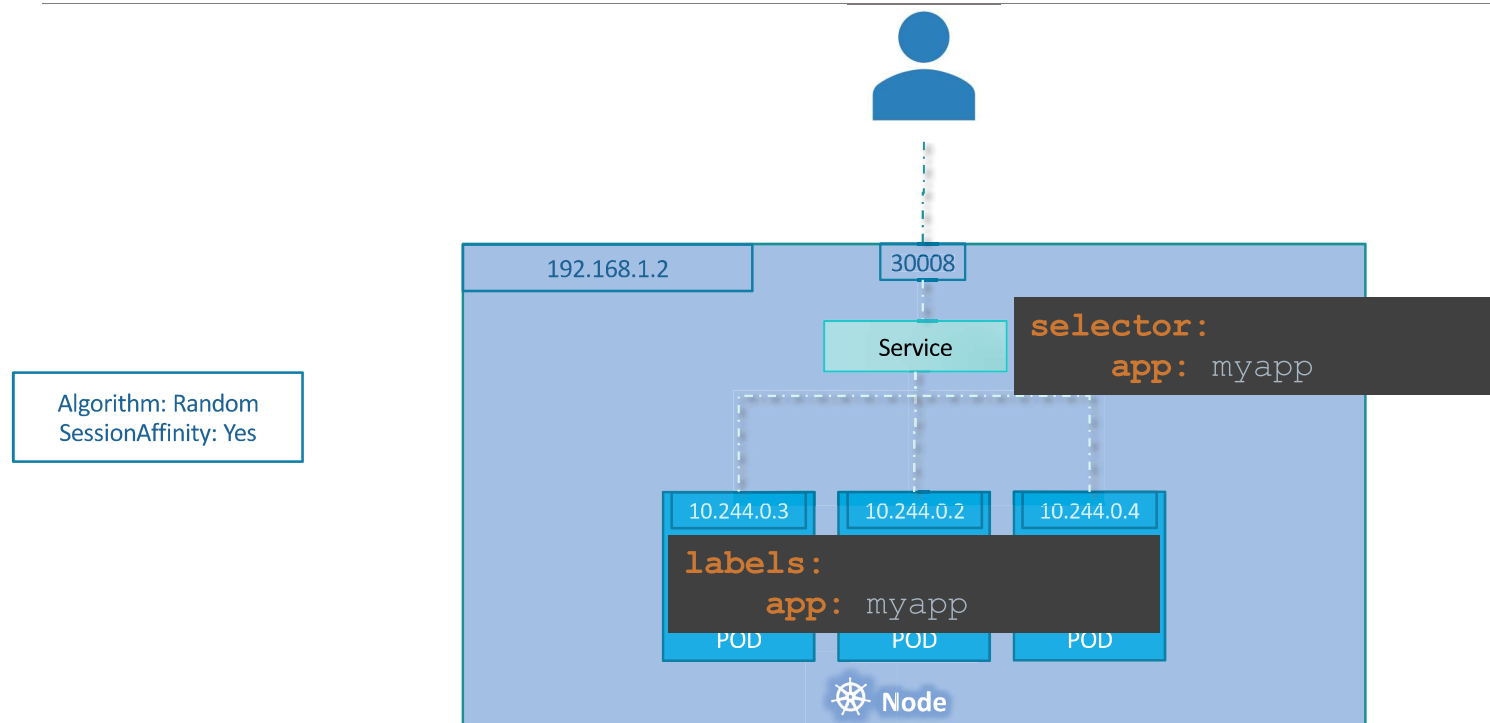 192.168.1.2
30008
selector:
app: myapp
Service
Algorithm: Random
SessionAffinity: Yes
10.244.0.3
10.244.0.2
10.244.0.4
labels:
app: myapp
POD
POD
POD
Node